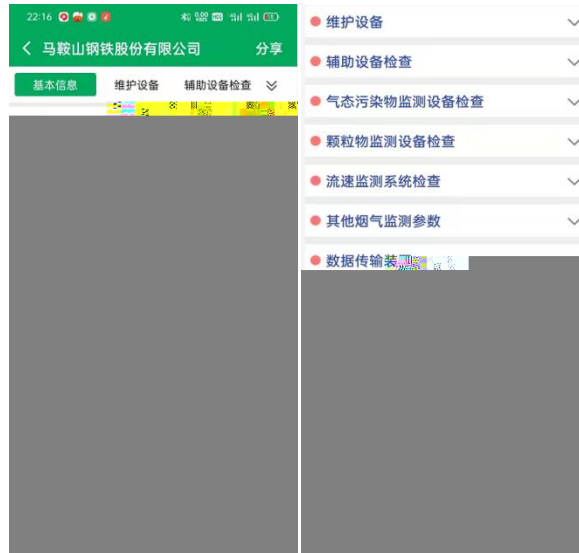 22:16
马鞍山钢铁股份有限公司
分享
基本信息 维护设备 辅助设备检查
维护设备
辅助设备检查
气态污染物监测设备检查
颗粒物监测设备检查
流速监测系统检查
其他烟气监测参数
数据传输装